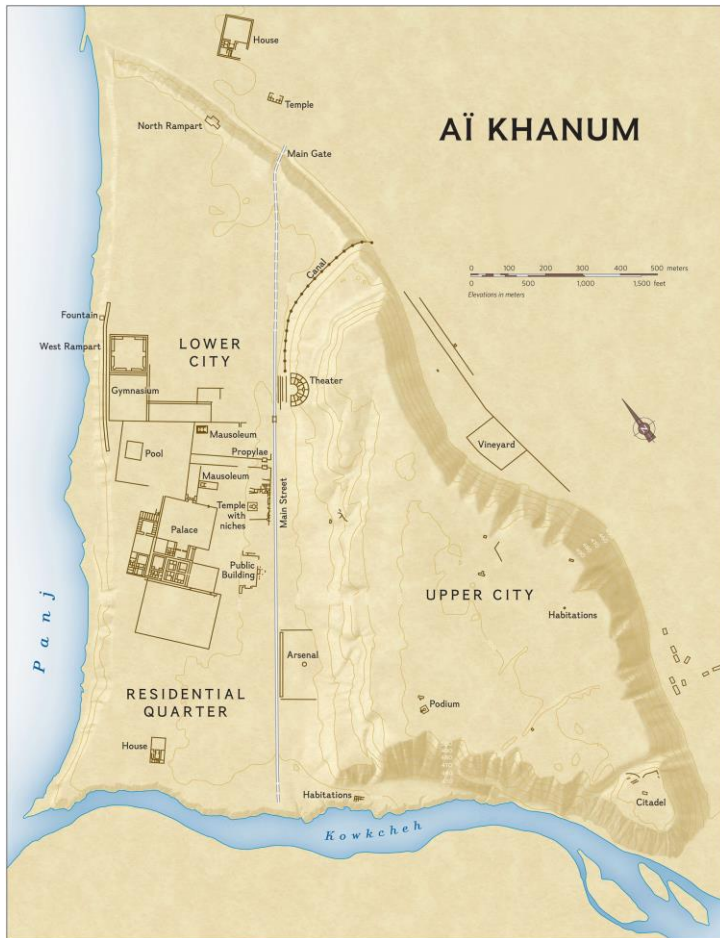 House
Temple
AÏ KHANUM
North Rampart
Main Gate
Canal
0 100 200 300 400 500 meters
0 500 1,000 1,500 feet
Elevations in meters
Fountain
West Rampart
LOWER
CITY
Gymnasium
Theater
Mausoleum
Vineyard
Pool
Propylae
Mausoleum
Main Street
Temple
with
niches
Palace
Public
Building
UPPER CITY
Habitations
Panj
Arsenal
RESIDENTIAL
QUARTER
Podium
House
Habitations
Citadel
Kowkcheh